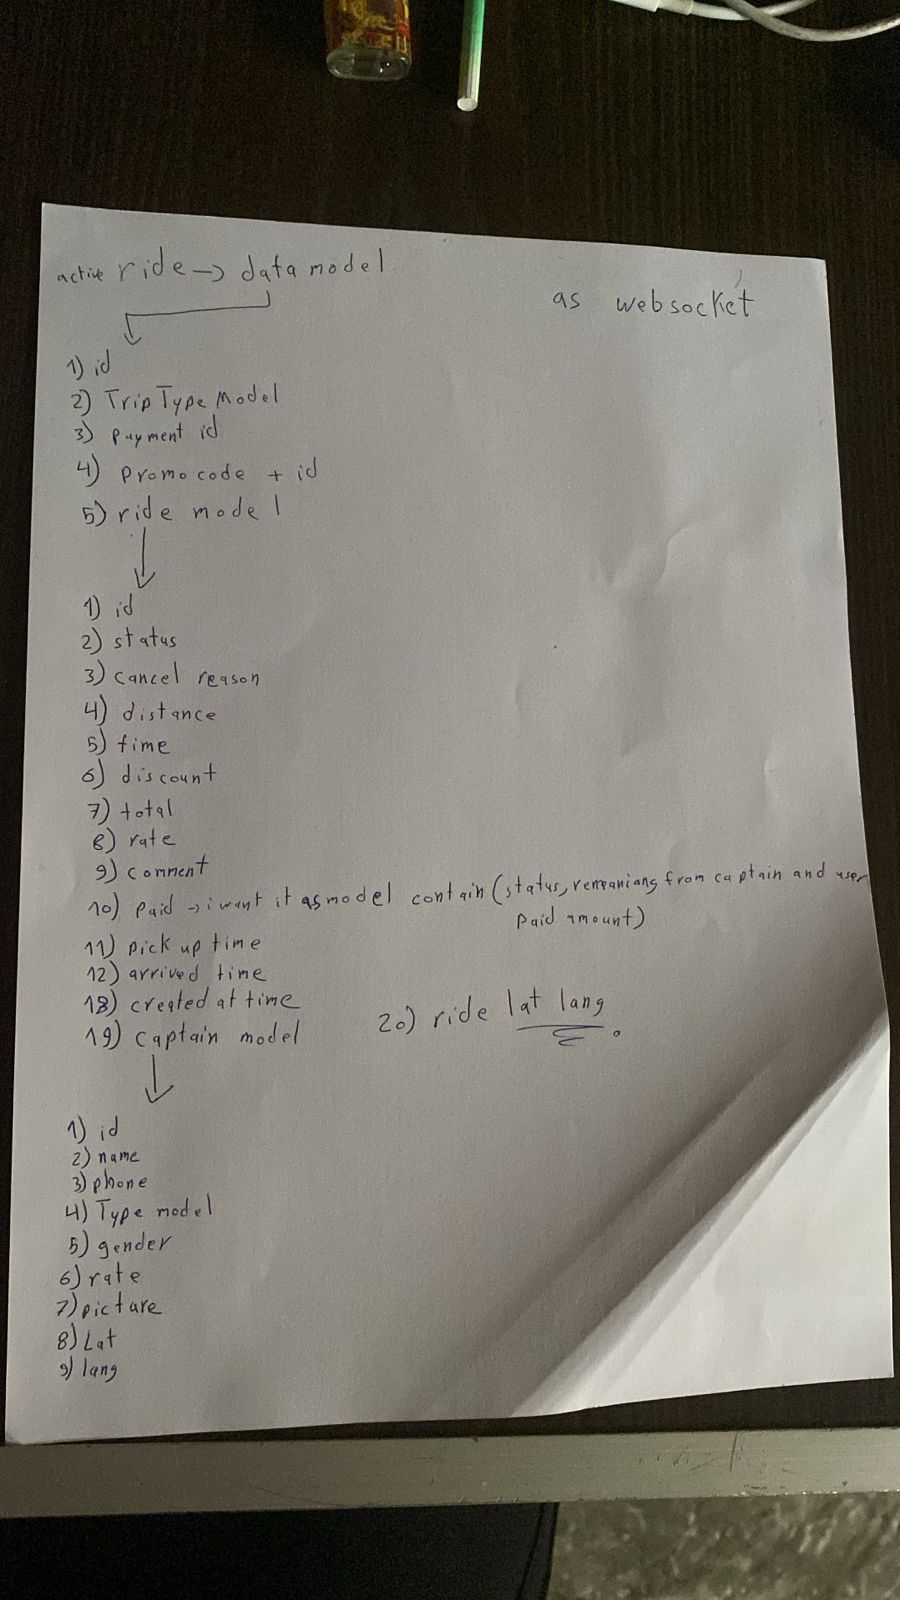 active ride → data model
as websocket
1) id
2) Trip Type Model
3) payment id
4) promo code + id
5) ride model
1) id
2) status
3) cancel reason
4) distance
5) time
6) discount
7) total
8) rate
9) comment
10) paid → i want it as model contain (status, remaniang from captain and user
paid amount)
11) pick up time
12) arrived time
18) created at time
19) captain model
20) ride lat lang.
1) id
2) name
3) phone
4) Type model
5) gender
6) rate
7) picture
8) Lat
9) lang